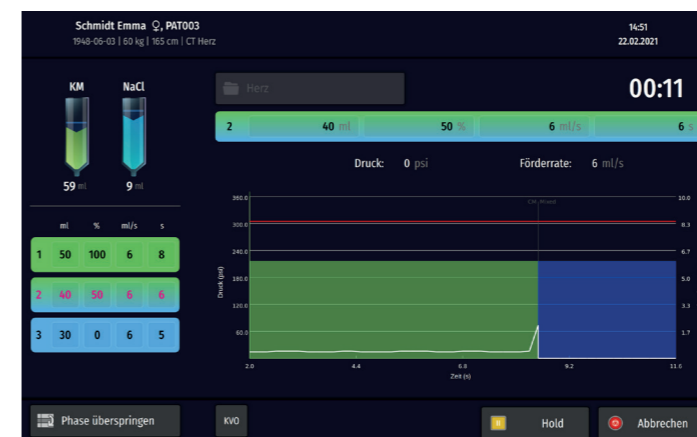 Schmidt Emma ♀, PAT003
1948-06-03 | 60 kg | 165 cm | CT Herz
14:51
22.02.2021
KM NaCl
59 ml 9 ml
ml % ml/s s
1 50 100 6 8
2 40 50 6 6
3 30 0 6 5
Herz
00:11
2 40 ml 50 % 6 ml/s 6 s
Druck: 0 psi Förderrate: 6 ml/s
360.0 10.0
300.0 8.3
240.0 6.7
180.0 5.0
120.0 3.3
60.0 1.7
Druck (psi)
2.0 4.4 6.8 9.2 11.6
Zeit (s)
Phase überspringen
KVO
Hold
Abbrechen